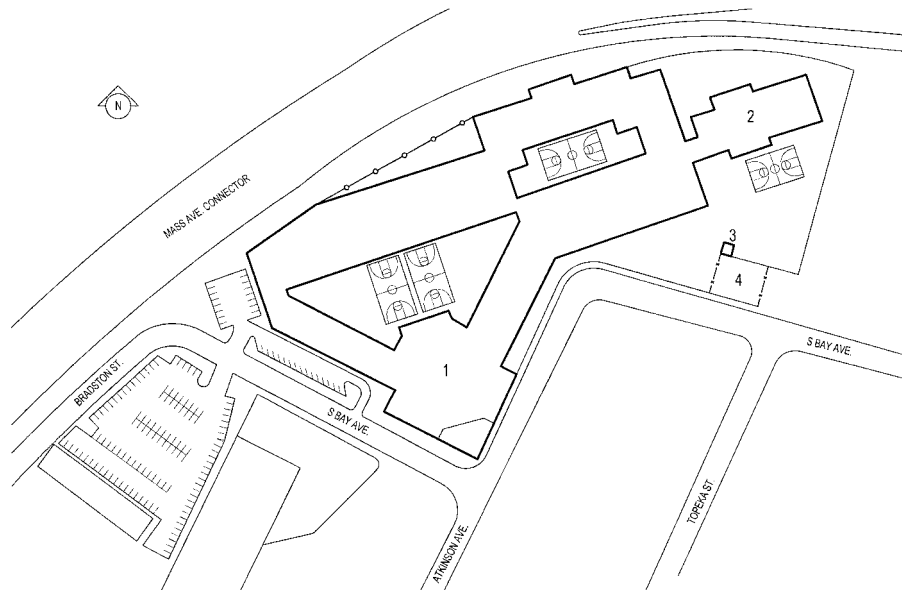 N
MASS AVE. CONNECTOR
2
3
4
S BAY AVE.
BRADSTON ST.
1
S BAY AVE.
TOPEKA ST.
ATKINSON AVE.